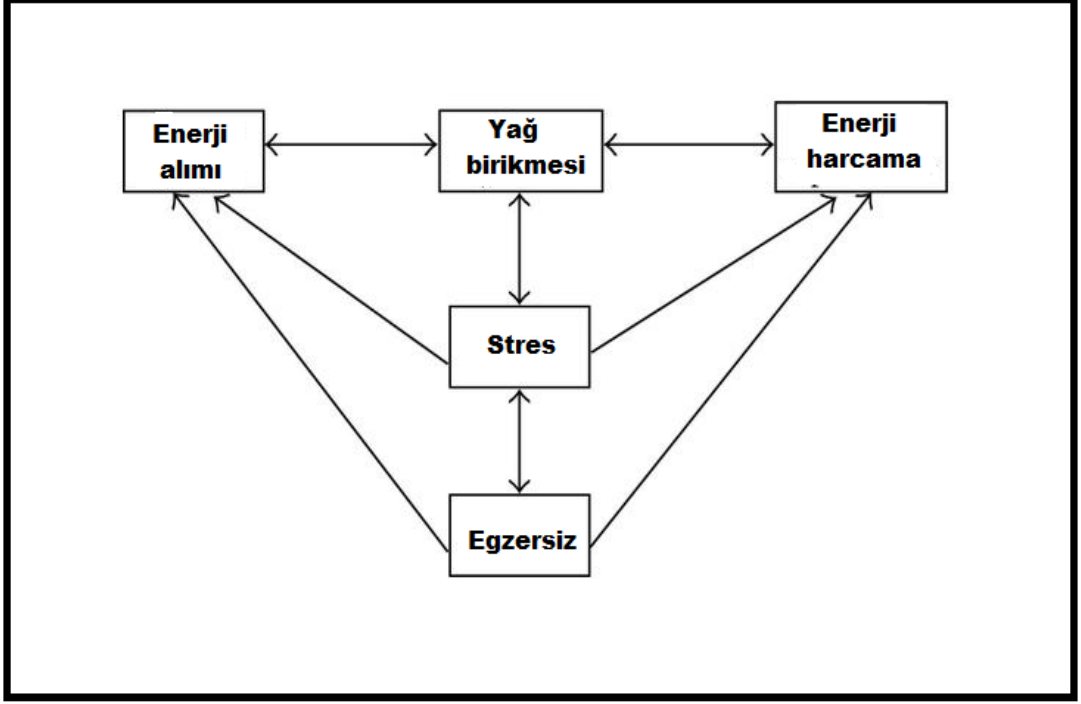 Enerji
alımı
Yağ
birikmesi
Enerji
harcama
Stres
Egzersiz